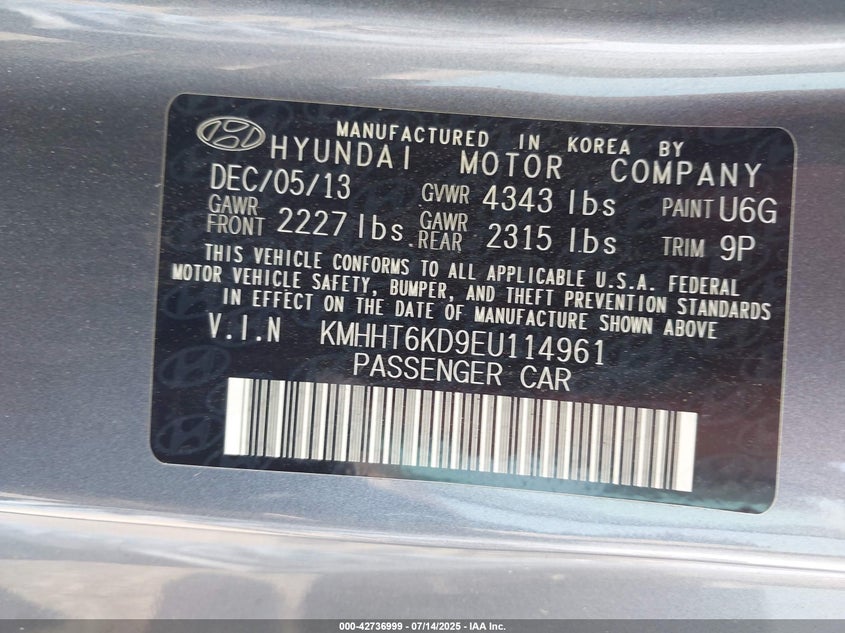 MANUFACTURED IN KOREA BY
HYUNDAI MOTOR COMPANY
DEC/05/13 GVWR 4343 lbs PAINT U6G
GAWR FRONT 2227 lbs. GAWR REAR 2315 lbs TRIM 9P
THIS VEHICLE CONFORMS TO ALL APPLICABLE U.S.A. FEDERAL
MOTOR VEHICLE SAFETY, BUMPER, AND THEFT PREVENTION STANDARDS
IN EFFECT ON THE DATE OF MANUFACTURE SHOWN ABOVE
V.I.N KMHHT6KD9EU114961
PASSENGER CAR
000-42736999 - 07/14/2025 - IAA Inc.